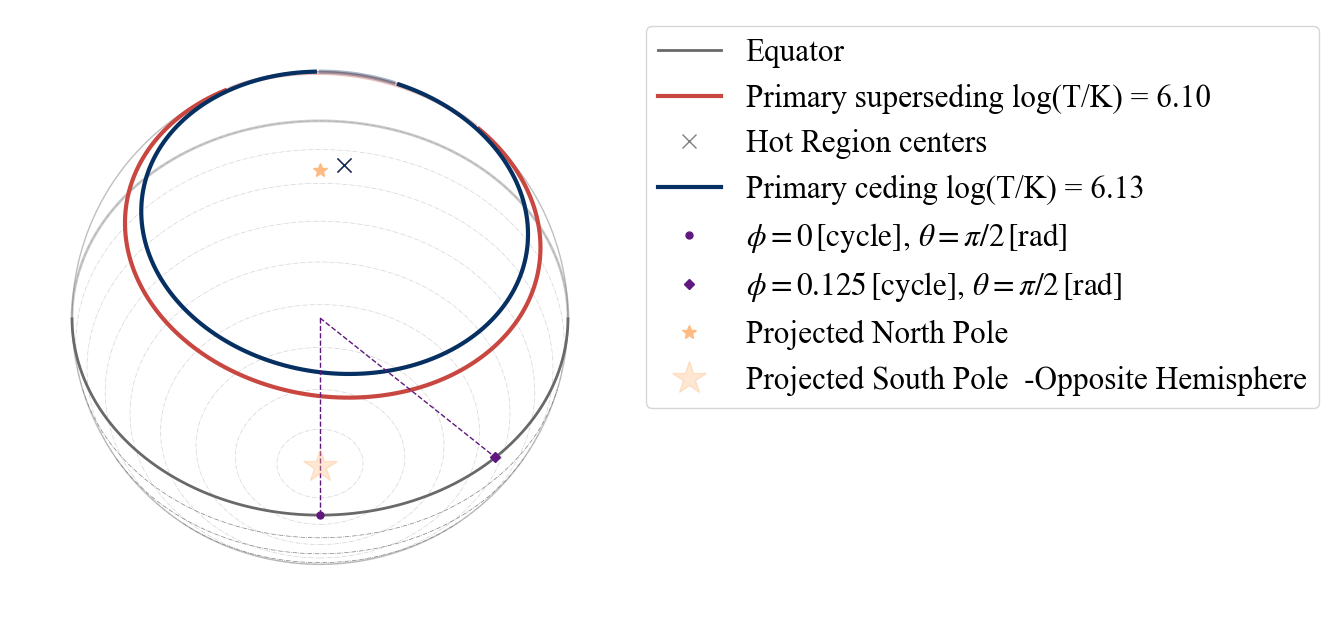 Equator
Primary superseding log(T/K) = 6.10
Hot Region centers
Primary ceding log(T/K) = 6.13
ϕ = 0 [cycle], θ = π/2 [rad]
ϕ = 0.125 [cycle], θ = π/2 [rad]
Projected North Pole
Projected South Pole  -Opposite Hemisphere